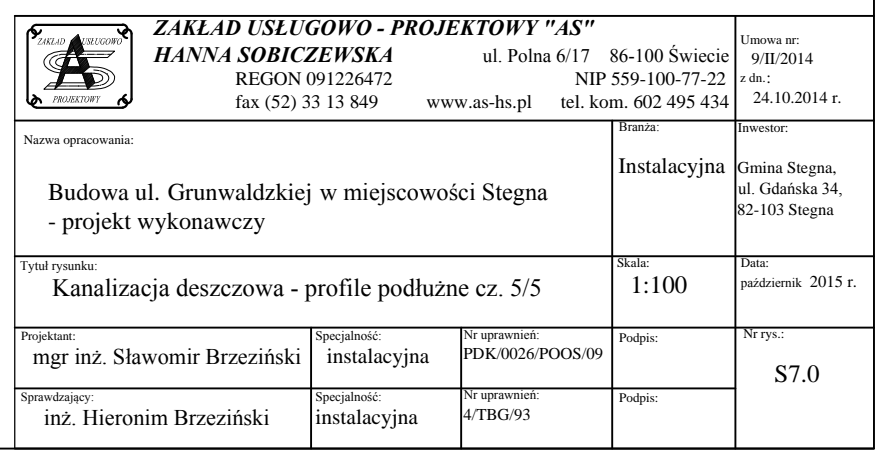 ZAKŁAD USŁUGOWO
AS
PROJEKTOWY
ZAKŁAD USŁUGOWO - PROJEKTOWY "AS"
HANNA SOBICZEWSKA ul. Polna 6/17 86-100 Świecie
REGON 091226472 NIP 559-100-77-22
fax (52) 33 13 849 www.as-hs.pl tel. kom. 602 495 434
Umowa nr:
9/II/2014
z dn.:
24.10.2014 r.
Nazwa opracowania:
Budowa ul. Grunwaldzkiej w miejscowości Stegna
- projekt wykonawczy
Branża:
Instalacyjna
Inwestor:
Gmina Stegna,
ul. Gdańska 34,
82-103 Stegna
Tytuł rysunku:
Kanalizacja deszczowa - profile podłużne cz. 5/5
Skala:
1:100
Data:
październik 2015 r.
Projektant:
mgr inż. Sławomir Brzeziński
Specjalność:
instalacyjna
Nr uprawnień:
PDK/0026/POOS/09
Podpis:
Nr rys.:
S7.0
Sprawdzający:
inż. Hieronim Brzeziński
Specjalność:
instalacyjna
Nr uprawnień:
4/TBG/93
Podpis: